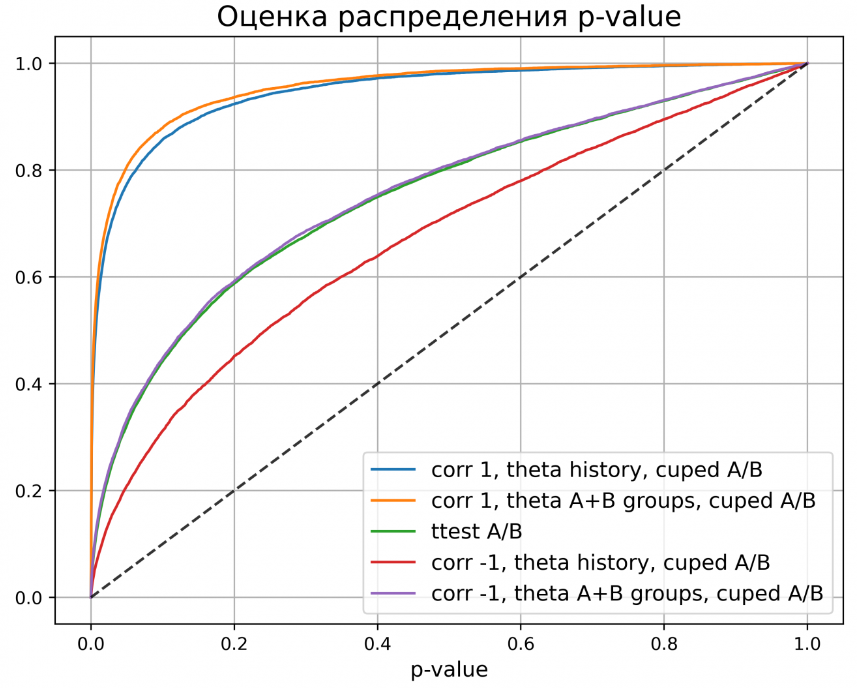 Оценка распределения p-value
1.0
0.8
0.6
0.4
0.2
0.0
corr 1, theta history, cuped A/B
corr 1, theta A+B groups, cuped A/B
ttest A/B
corr -1, theta history, cuped A/B
corr -1, theta A+B groups, cuped A/B
0.0 0.2 0.4 0.6 0.8 1.0
p-value